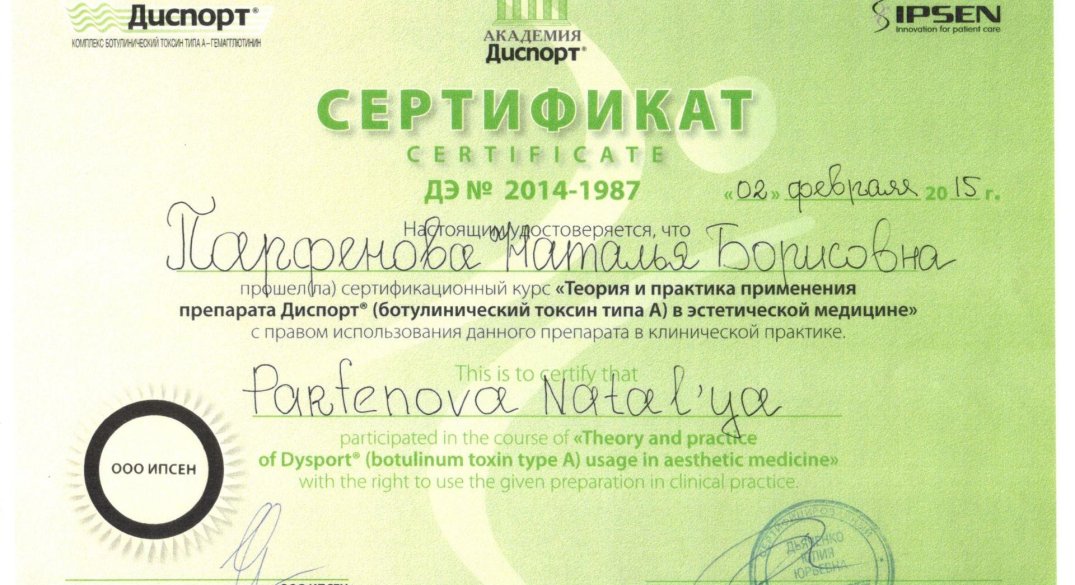 Диспорт®
КОМПЛЕКС БОТУЛИНИЧЕСКИЙ ТОКСИН ТИПА А–ГЕМАГГЛЮТИНИН
АКАДЕМИЯ
Диспорт®
IPSEN
Innovation for patient care
СЕРТИФИКАТ
CERTIFICATE
ДЭ № 2014-1987
«02» февраля 2015 г.
Настоящим удостоверяется, что
Парфенова Наталья Борисовна
прошел(ла) сертификационный курс «Теория и практика применения
препарата Диспорт® (ботулинический токсин типа А) в эстетической медицине»
с правом использования данного препарата в клинической практике.
This is to certify that
Parfenova Natal'ya
participated in the course of «Theory and practice
of Dysport® (botulinum toxin type A) usage in aesthetic medicine»
with the right to use the given preparation in clinical practice.
ООО ИПСЕН
ЮЛИЯ
ЮРЬЕВНА